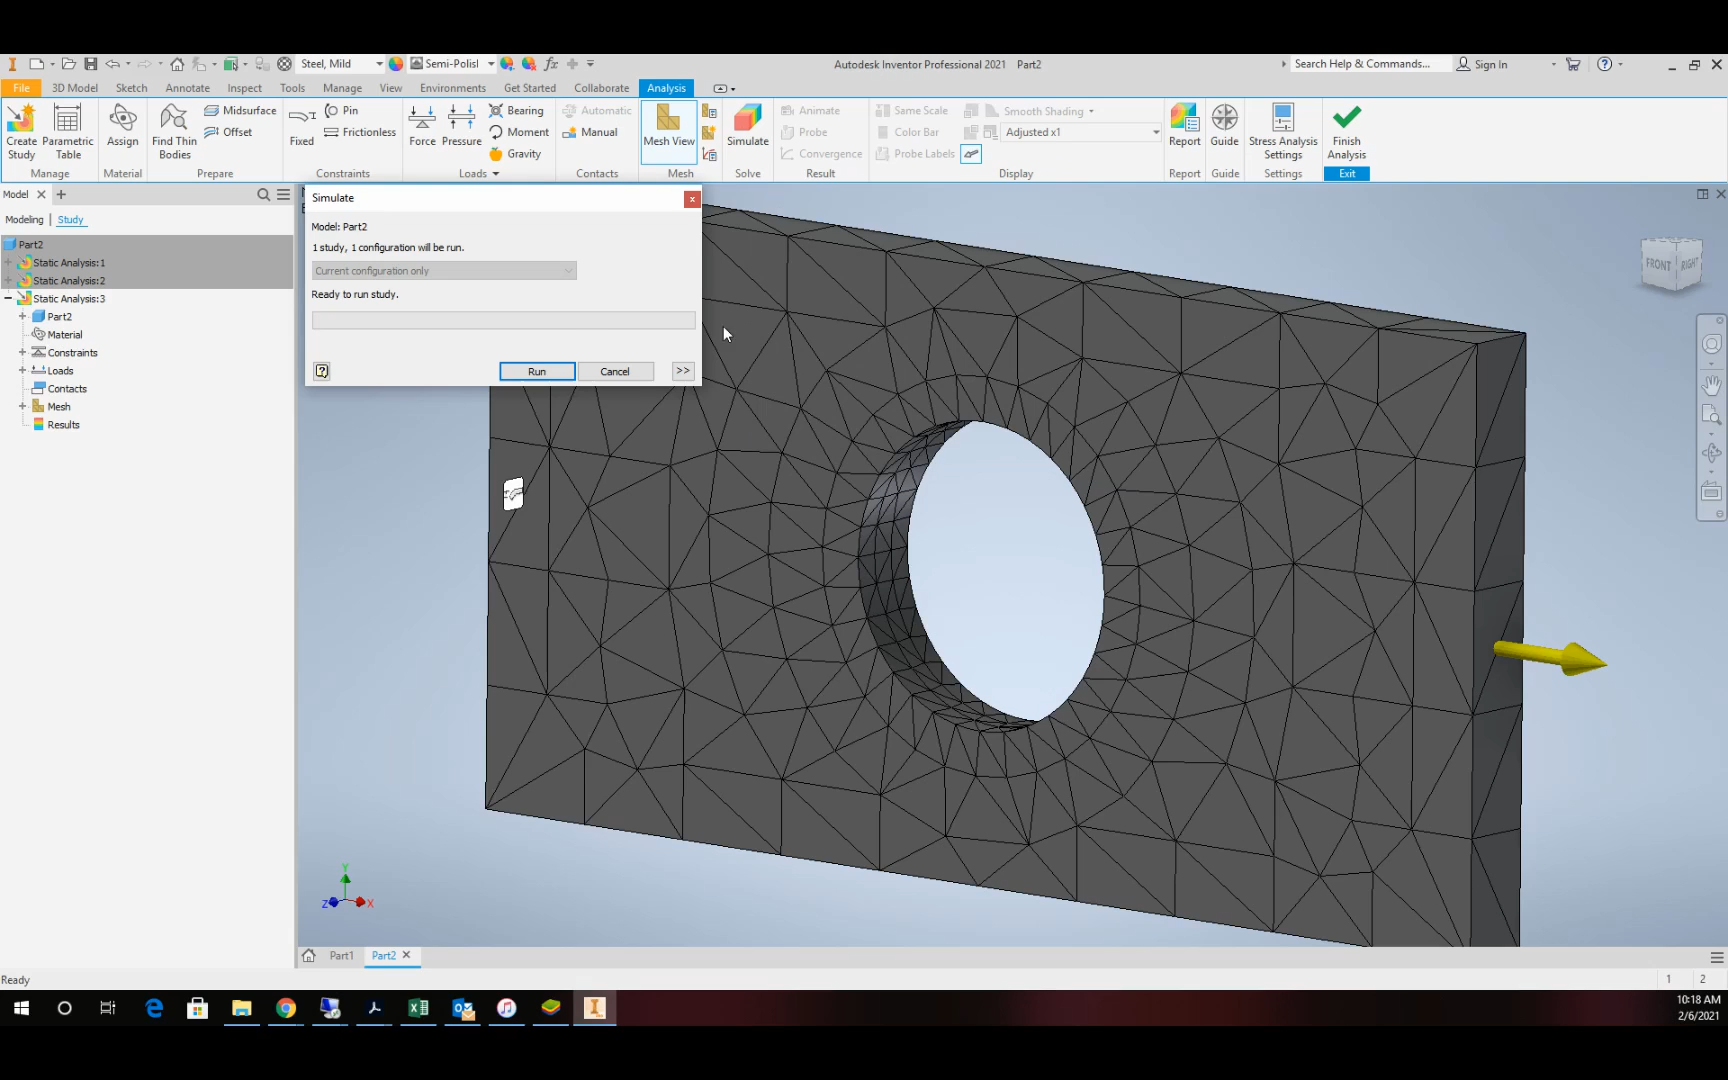 Steel, Mild
Semi-Polisl
Autodesk Inventor Professional 2021 Part2
Search Help & Commands...
Sign In
File 3D Model Sketch Annotate Inspect Tools Manage View Environments Get Started Collaborate Analysis
Create Study
Parametric Table
Manage
Assign
Material
Find Thin Bodies
Midsurface
Offset
Prepare
Fixed
Pin
Frictionless
Constraints
Force
Pressure
Bearing
Moment
Gravity
Loads
Automatic
Manual
Contacts
Mesh View
Mesh
Simulate
Solve
Animate
Probe
Convergence
Result
Same Scale
Color Bar
Probe Labels
Smooth Shading
Adjusted x1
Display
Report
Report
Guide
Guide
Stress Analysis Settings
Settings
Finish Analysis
Exit
Model
Modeling Study
Part2
Static Analysis:1
Static Analysis:2
Static Analysis:3
Part2
Material
Constraints
Loads
Contacts
Mesh
Results
Simulate
Model: Part2
1 study, 1 configuration will be run.
Current configuration only
Ready to run study.
Run Cancel >>
FRONT RIGHT
Y
Z X
Part1 Part2
Ready
1 2
10:18 AM
2/6/2021